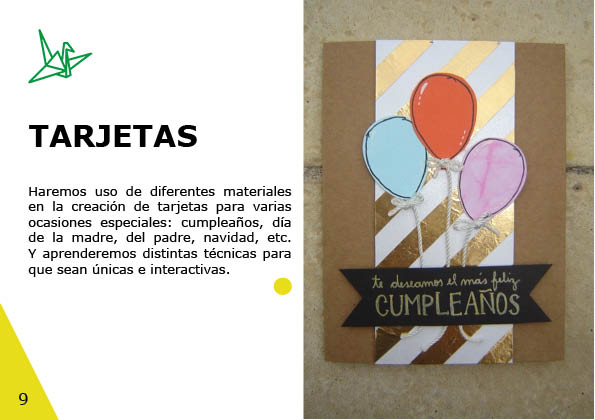 TARJETAS
Haremos uso de diferentes materiales
en la creación de tarjetas para varias
ocasiones especiales: cumpleaños, día
de la madre, del padre, navidad, etc.
Y aprenderemos distintas técnicas para
que sean únicas e interactivas.
te deseamos el más feliz
CUMPLEAÑOS
9